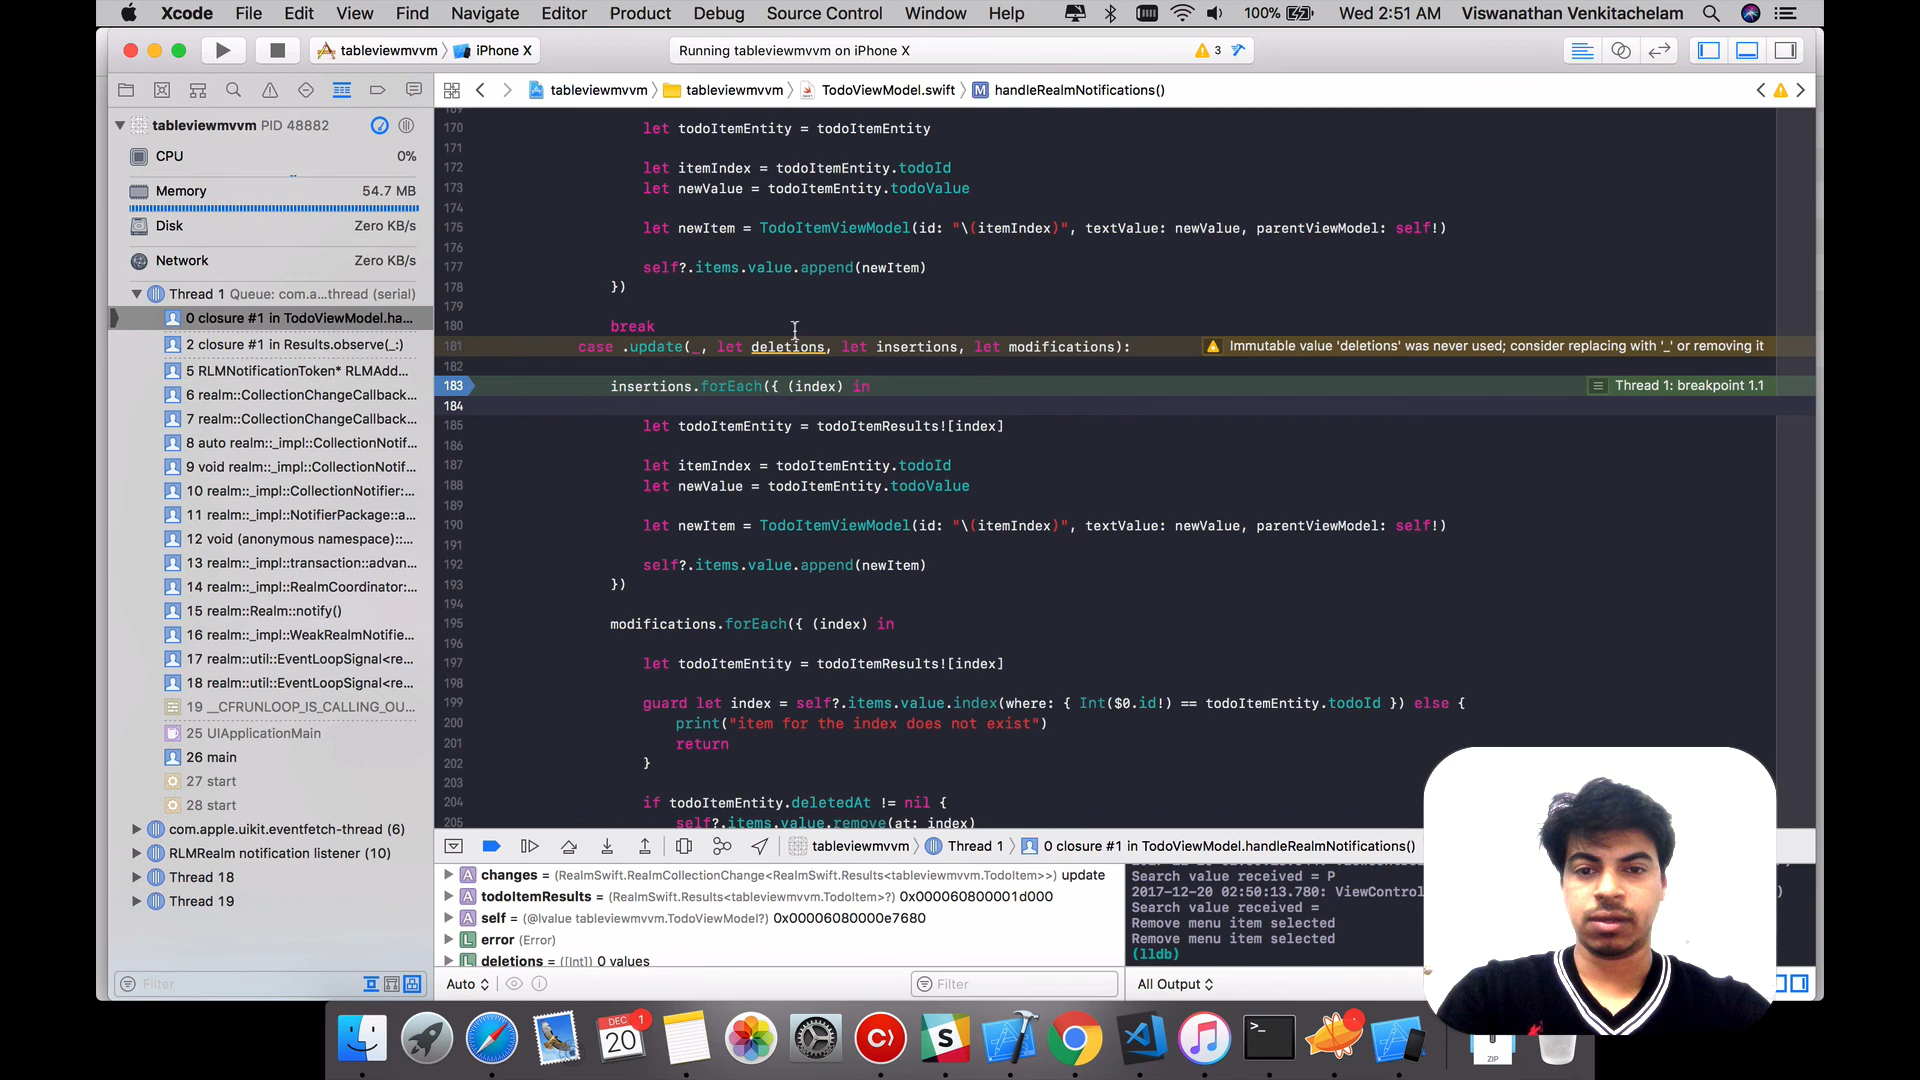 Xcode File Edit View Find Navigate Editor Product Debug Source Control Window Help 100% Wed 2:51 AM Viswanathan Venkitachelam
tableviewmvvm iPhone X Running tableviewmvvm on iPhone X 3
tableviewmvvm tableviewmvvm TodoViewModel.swift M handleRealmNotifications()
tableviewmvvm PID 48882
CPU 0%
Memory 54.7 MB
Disk Zero KB/s
Network Zero KB/s
Thread 1 Queue: com.a...thread (serial)
0 closure #1 in TodoViewModel.ha...
2 closure #1 in Results.observe(_:)
5 RLMNotificationToken* RLMAdd...
6 realm::CollectionChangeCallback...
7 realm::CollectionChangeCallback...
8 auto realm::_impl::CollectionNotif...
9 void realm::_impl::CollectionNotif...
10 realm::_impl::CollectionNotifier:...
11 realm::_impl::NotifierPackage::a...
12 void (anonymous namespace)::...
13 realm::_impl::transaction::advan...
14 realm::_impl::RealmCoordinator:...
15 realm::Realm::notify()
16 realm::_impl::WeakRealmNotifie...
17 realm::util::EventLoopSignal<re...
18 realm::util::EventLoopSignal<re...
19 __CFRUNLOOP_IS_CALLING_OU...
25 UIApplicationMain
26 main
27 start
28 start
com.apple.uikit.eventfetch-thread (6)
RLMRealm notification listener (10)
Thread 18
Thread 19
Filter
169
170 let todoItemEntity = todoItemEntity
171
172 let itemIndex = todoItemEntity.todoId
173 let newValue = todoItemEntity.todoValue
174
175 let newItem = TodoItemViewModel(id: "\(itemIndex)", textValue: newValue, parentViewModel: self!)
176
177 self?.items.value.append(newItem)
178 })
179
180 break
181 case .update(_, let deletions, let insertions, let modifications): Immutable value 'deletions' was never used; consider replacing with '_' or removing it
182
183 insertions.forEach({ (index) in Thread 1: breakpoint 1.1
184
185 let todoItemEntity = todoItemResults![index]
186
187 let itemIndex = todoItemEntity.todoId
188 let newValue = todoItemEntity.todoValue
189
190 let newItem = TodoItemViewModel(id: "\(itemIndex)", textValue: newValue, parentViewModel: self!)
191
192 self?.items.value.append(newItem)
193 })
194
195 modifications.forEach({ (index) in
196
197 let todoItemEntity = todoItemResults![index]
198
199 guard let index = self?.items.value.index(where: { Int($0.id!) == todoItemEntity.todoId }) else {
200 print("item for the index does not exist")
201 return
202 }
203
204 if todoItemEntity.deletedAt != nil {
205 self?.items.value.remove(at: index)
tableviewmvvm Thread 1 0 closure #1 in TodoViewModel.handleRealmNotifications()
A changes = (RealmSwift.RealmCollectionChange<RealmSwift.Results<tableviewmvvm.TodoItem>>) update
A todoItemResults = (RealmSwift.Results<tableviewmvvm.TodoItem>?) 0x000060800001d000
A self = (@lvalue tableviewmvvm.TodoViewModel?) 0x00006080000e7680
L error (Error)
L deletions = ([Int]) 0 values
Auto Filter
Search value received = P
2017-12-20 02:50:13.780: ViewControl
Search value received =
Remove menu item selected
Remove menu item selected
(lldb)
All Output
DEC 1
20
S
>_
ZIP